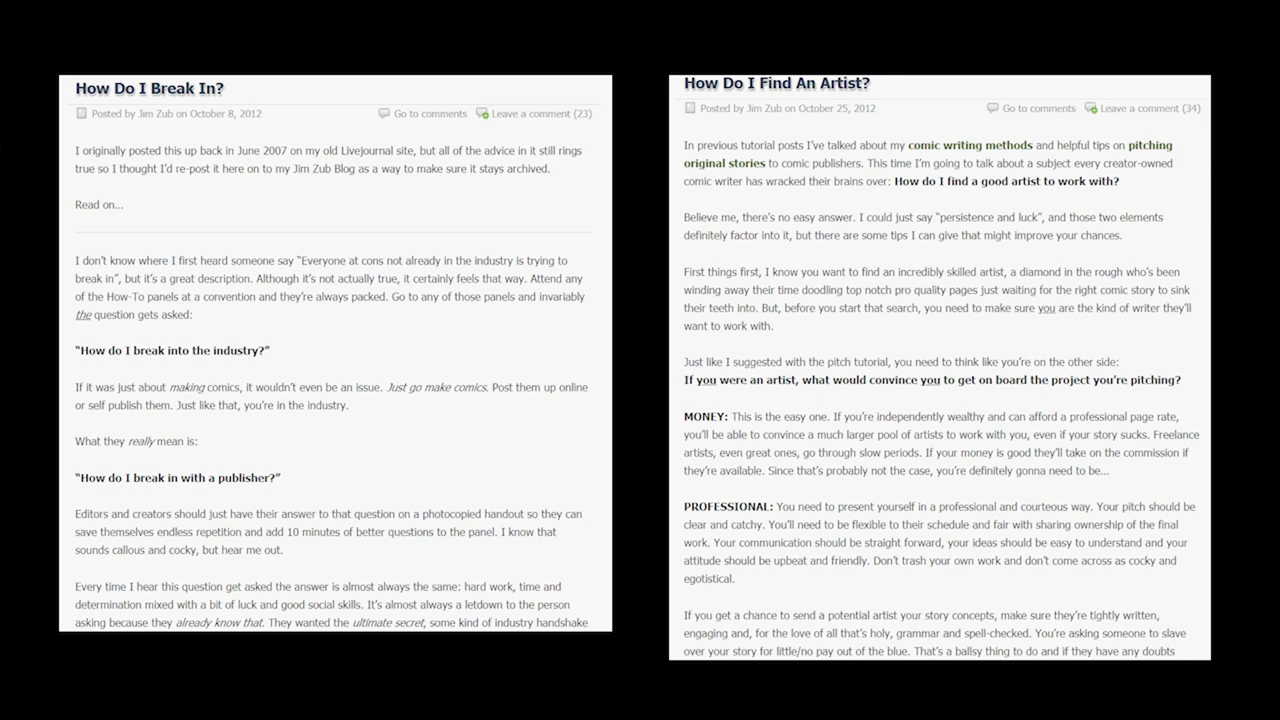 How Do I Break In?
Posted by Jim Zub on October 8, 2012
Go to comments
Leave a comment (23)
I originally posted this up back in June 2007 on my old Livejournal site, but all of the advice in it still rings
true so I thought I'd re-post it here on to my Jim Zub Blog as a way to make sure it stays archived.
Read on...
I don't know where I first heard someone say "Everyone at cons not already in the industry is trying to
break in", but it's a great description. Although it's not actually true, it certainly feels that way. Attend any
of the How-To panels at a convention and they're always packed. Go to any of those panels and invariably
the question gets asked:
"How do I break into the industry?"
If it was just about making comics, it wouldn't even be an issue. Just go make comics. Post them up online
or self publish them. Just like that, you're in the industry.
What they really mean is:
"How do I break in with a publisher?"
Editors and creators should just have their answer to that question on a photocopied handout so they can
save themselves endless repetition and add 10 minutes of better questions to the panel. I know that
sounds callous and cocky, but hear me out.
Every time I hear this question get asked the answer is almost always the same: hard work, time and
determination mixed with a bit of luck and good social skills. It's almost always a letdown to the person
asking because they already know that. They wanted the ultimate secret, some kind of industry handshake
How Do I Find An Artist?
Posted by Jim Zub on October 25, 2012
Go to comments
Leave a comment (34)
In previous tutorial posts I've talked about my comic writing methods and helpful tips on pitching
original stories to comic publishers. This time I'm going to talk about a subject every creator-owned
comic writer has wracked their brains over: How do I find a good artist to work with?
Believe me, there's no easy answer. I could just say "persistence and luck", and those two elements
definitely factor into it, but there are some tips I can give that might improve your chances.
First things first, I know you want to find an incredibly skilled artist, a diamond in the rough who's been
winding away their time doodling top notch pro quality pages just waiting for the right comic story to sink
their teeth into. But, before you start that search, you need to make sure you are the kind of writer they'll
want to work with.
Just like I suggested with the pitch tutorial, you need to think like you're on the other side:
If you were an artist, what would convince you to get on board the project you're pitching?
MONEY: This is the easy one. If you're independently wealthy and can afford a professional page rate,
you'll be able to convince a much larger pool of artists to work with you, even if your story sucks. Freelance
artists, even great ones, go through slow periods. If your money is good they'll take on the commission if
they're available. Since that's probably not the case, you're definitely gonna need to be...
PROFESSIONAL: You need to present yourself in a professional and courteous way. Your pitch should be
clear and catchy. You'll need to be flexible to their schedule and fair with sharing ownership of the final
work. Your communication should be straight forward, your ideas should be easy to understand and your
attitude should be upbeat and friendly. Don't trash your own work and don't come across as cocky and
egotistical.
If you get a chance to send a potential artist your story concepts, make sure they're tightly written,
engaging and, for the love of all that's holy, grammar and spell-checked. You're asking someone to slave
over your story for little/no pay out of the blue. That's a ballsy thing to do and if they have any doubts